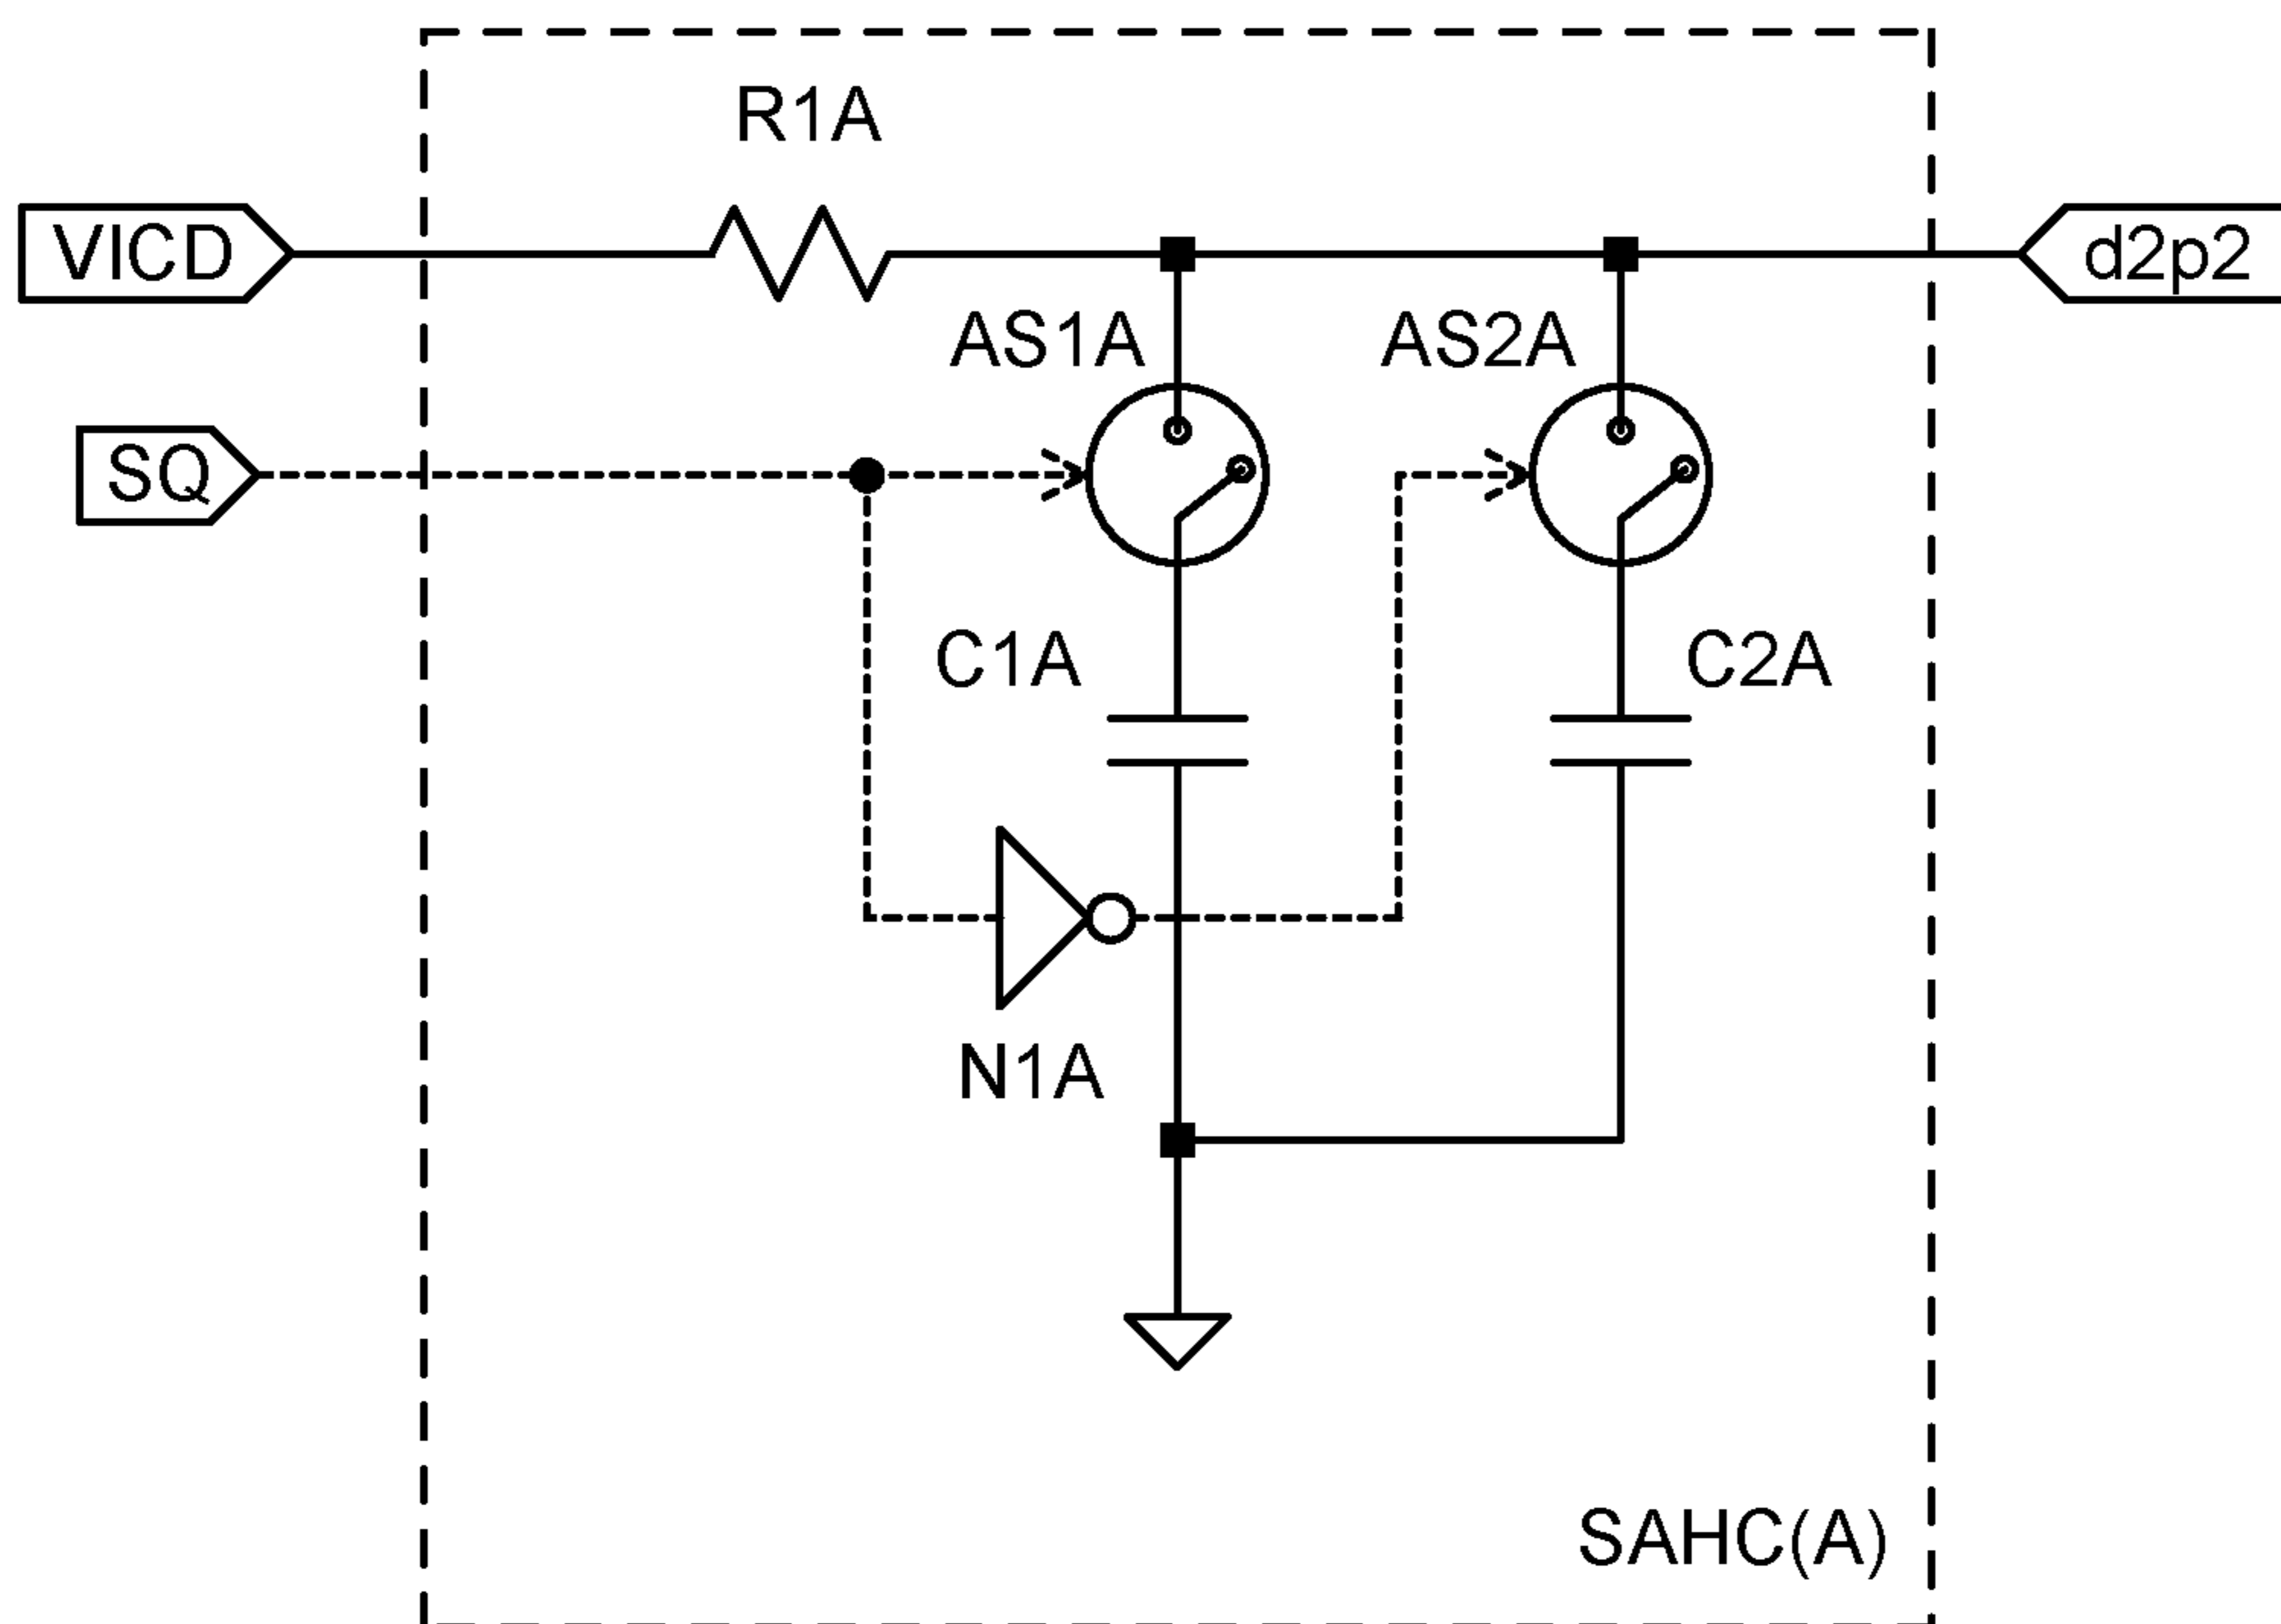 R1A
VICD
d2p2
AS1A
AS2A
SQ
C1A
C2A
N1A
SAHC(A)